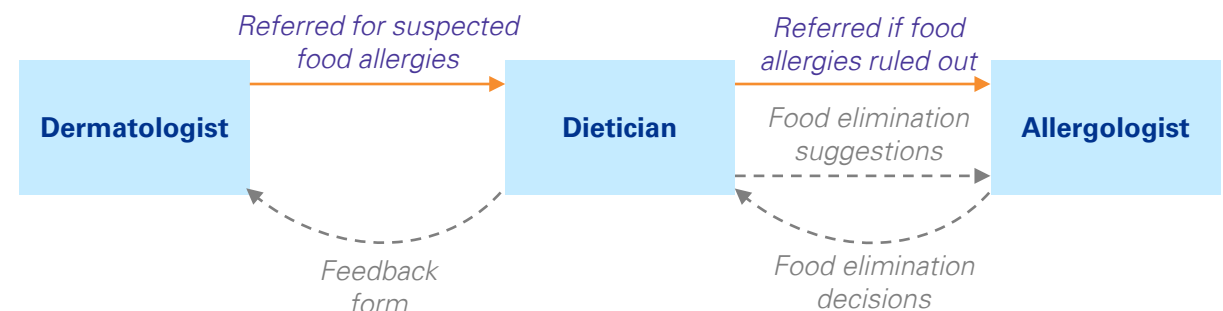 Referred for suspected
food allergies
Referred if food
allergies ruled out
Dermatologist
Dietician
Food elimination
suggestions
Allergologist
Feedback
form
Food elimination
decisions